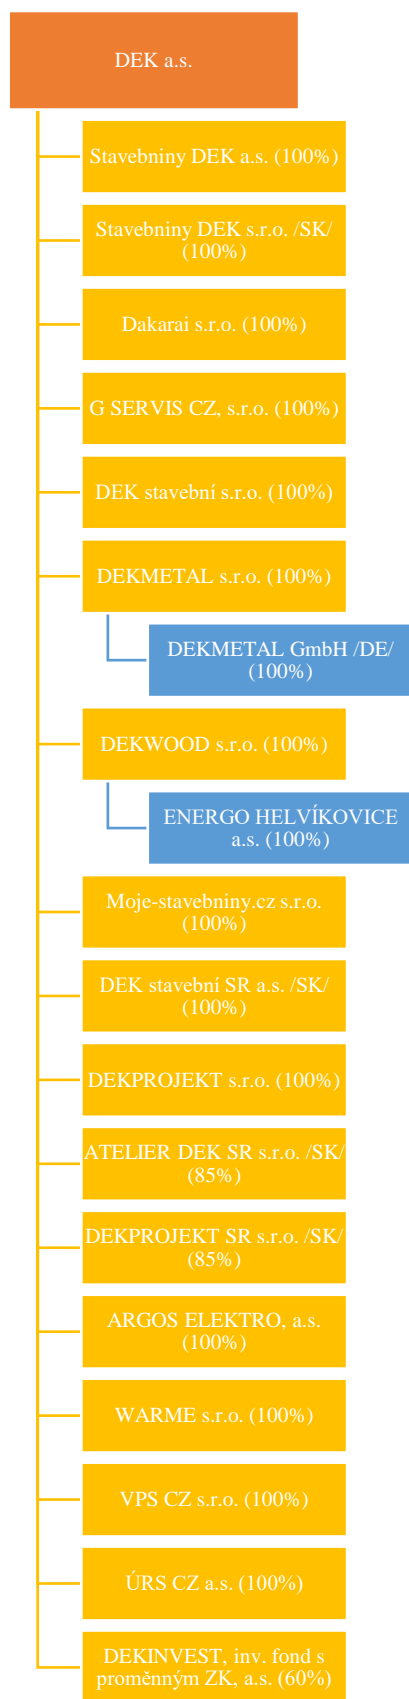 DEK a.s.
Stavebniny DEK a.s. (100%)
Stavebniny DEK s.r.o. /SK/
(100%)
Dakarai s.r.o. (100%)
G SERVIS CZ, s.r.o. (100%)
DEK stavební s.r.o. (100%)
DEKMETAL s.r.o. (100%)
DEKMETAL GmbH /DE/
(100%)
DEKWOOD s.r.o. (100%)
ENERGO HELVÍKOVICE
a.s. (100%)
Moje-stavebniny.cz s.r.o.
(100%)
DEK stavební SR a.s. /SK/
(100%)
DEKPROJEKT s.r.o. (100%)
ATELIER DEK SR s.r.o. /SK/
(85%)
DEKPROJEKT SR s.r.o. /SK/
(85%)
ARGOS ELEKTRO, a.s.
(100%)
WARME s.r.o. (100%)
VPS CZ s.r.o. (100%)
ÚRS CZ a.s. (100%)
DEKINVEST, inv. fond s
proměnným ZK, a.s. (60%)